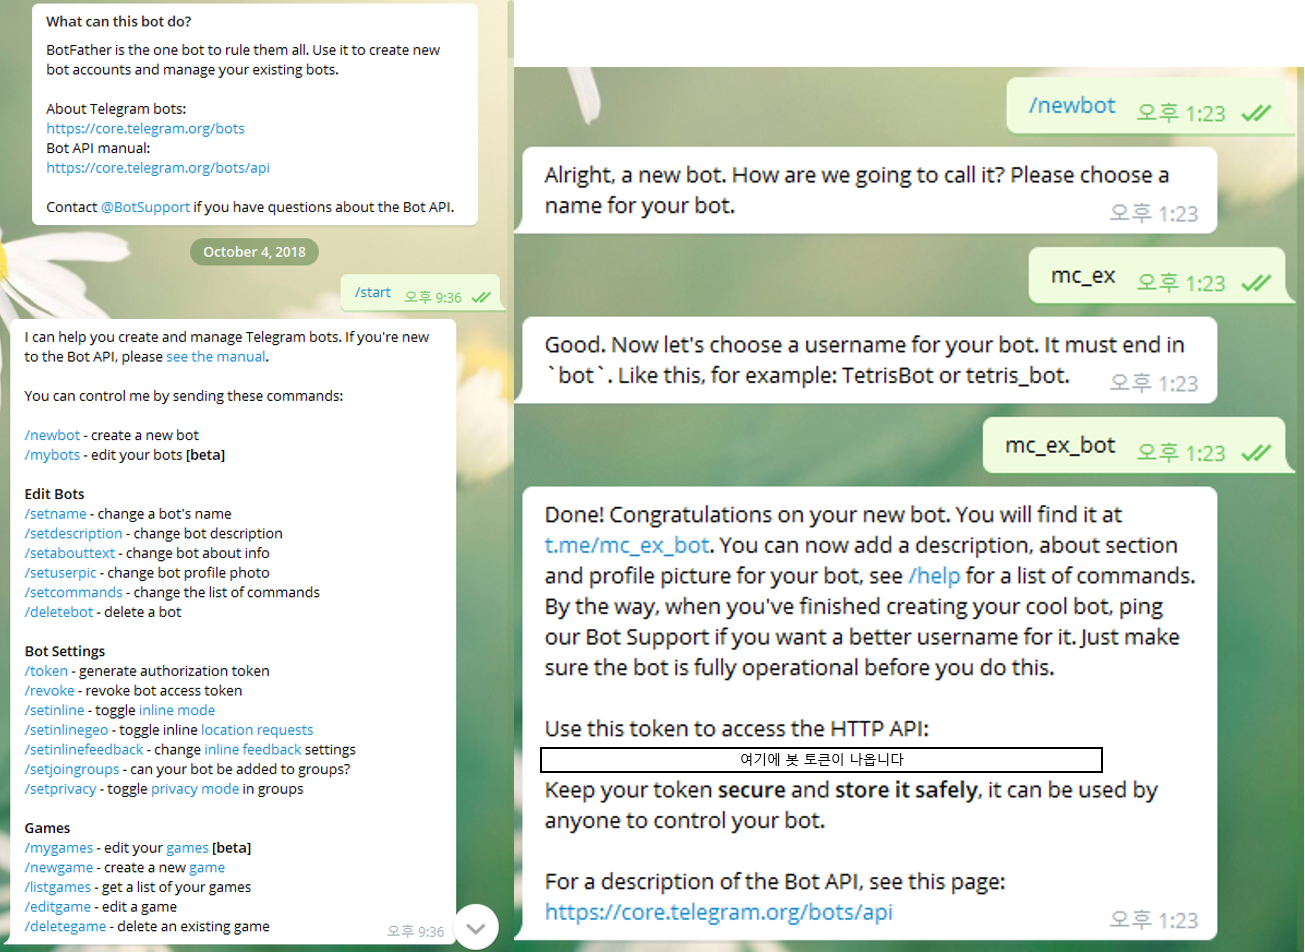 What can this bot do?
BotFather is the one bot to rule them all. Use it to create new
bot accounts and manage your existing bots.
About Telegram bots:
https://core.telegram.org/bots
Bot API manual:
https://core.telegram.org/bots/api
Contact @BotSupport if you have questions about the Bot API.
October 4, 2018
/start 오후 9:36
I can help you create and manage Telegram bots. If you're new
to the Bot API, please see the manual.
You can control me by sending these commands:
/newbot - create a new bot
/mybots - edit your bots [beta]
Edit Bots
/setname - change a bot's name
/setdescription - change bot description
/setabouttext - change bot about info
/setuserpic - change bot profile photo
/setcommands - change the list of commands
/deletebot - delete a bot
Bot Settings
/token - generate authorization token
/revoke - revoke bot access token
/setinline - toggle inline mode
/setinlinegeo - toggle inline location requests
/setinlinefeedback - change inline feedback settings
/setjoingroups - can your bot be added to groups?
/setprivacy - toggle privacy mode in groups
Games
/mygames - edit your games [beta]
/newgame - create a new game
/listgames - get a list of your games
/editgame - edit a game
/deletegame - delete an existing game
오후 9:36
/newbot 오후 1:23
Alright, a new bot. How are we going to call it? Please choose a
name for your bot.
오후 1:23
mc_ex 오후 1:23
Good. Now let's choose a username for your bot. It must end in
`bot`. Like this, for example: TetrisBot or tetris_bot.
오후 1:23
mc_ex_bot 오후 1:23
Done! Congratulations on your new bot. You will find it at
t.me/mc_ex_bot. You can now add a description, about section
and profile picture for your bot, see /help for a list of commands.
By the way, when you've finished creating your cool bot, ping
our Bot Support if you want a better username for it. Just make
sure the bot is fully operational before you do this.
Use this token to access the HTTP API:
여기에 봇 토큰이 나옵니다
Keep your token secure and store it safely, it can be used by
anyone to control your bot.
For a description of the Bot API, see this page:
https://core.telegram.org/bots/api
오후 1:23